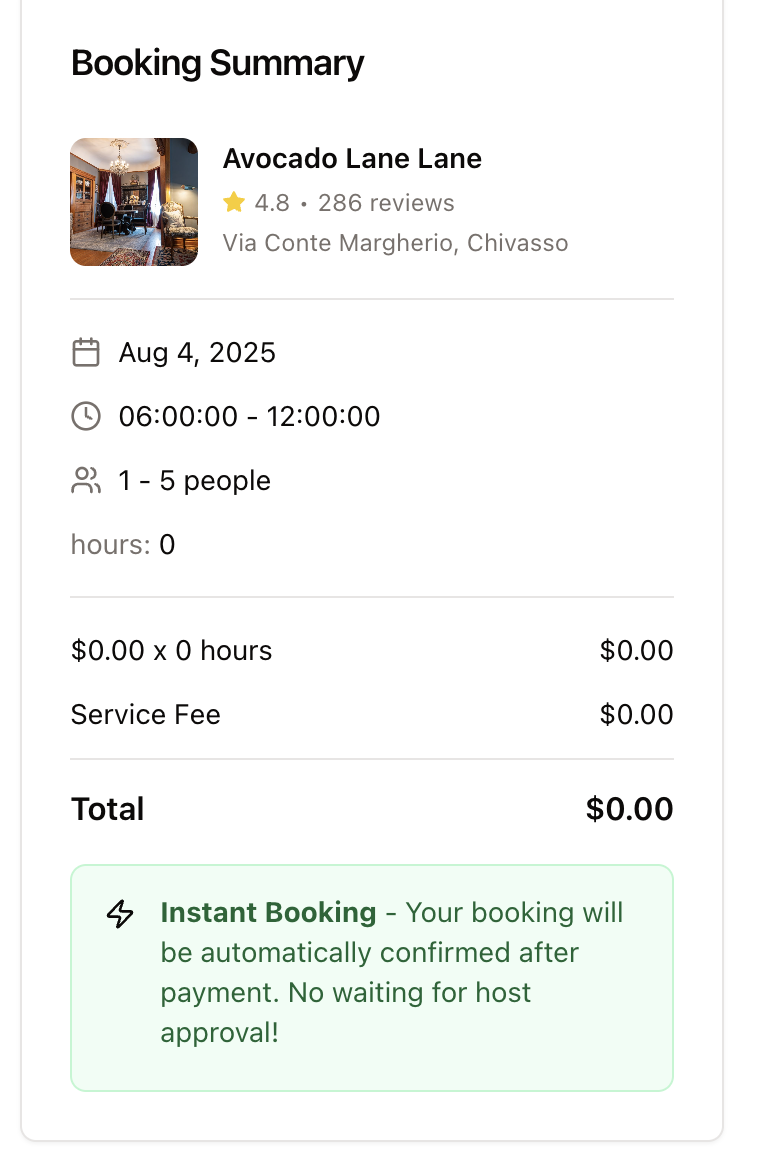 Booking Summary
Avocado Lane Lane
4.8 • 286 reviews
Via Conte Margherio, Chivasso
Aug 4, 2025
06:00:00 - 12:00:00
1 - 5 people
hours: 0
$0.00 x 0 hours $0.00
Service Fee $0.00
Total $0.00
Instant Booking - Your booking will
be automatically confirmed after
payment. No waiting for host
approval!